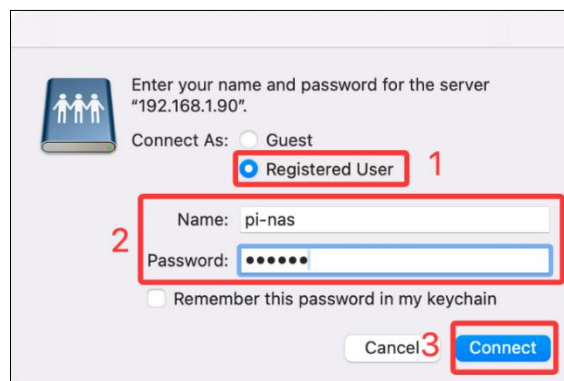 Enter your name and password for the server
“192.168.1.90”.
Connect As: Guest
Registered User 1
2
Name: pi-nas
Password: ••••••
Remember this password in my keychain
Cancel 3 Connect